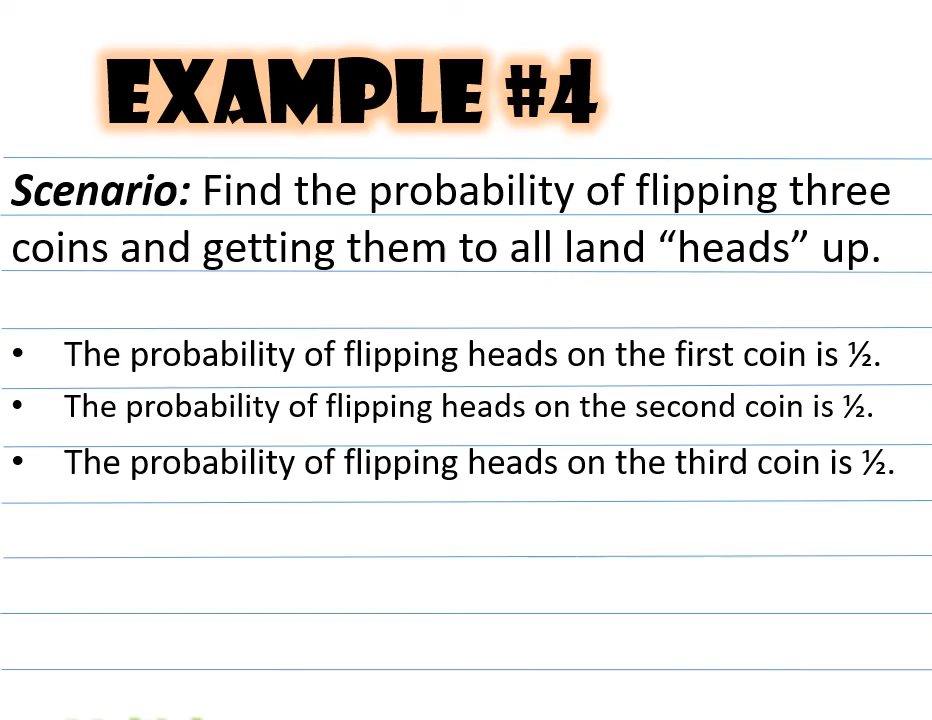 EXAMPLE #4
Scenario: Find the probability of flipping three
coins and getting them to all land “heads” up.
• The probability of flipping heads on the first coin is ½.
• The probability of flipping heads on the second coin is ½.
• The probability of flipping heads on the third coin is ½.